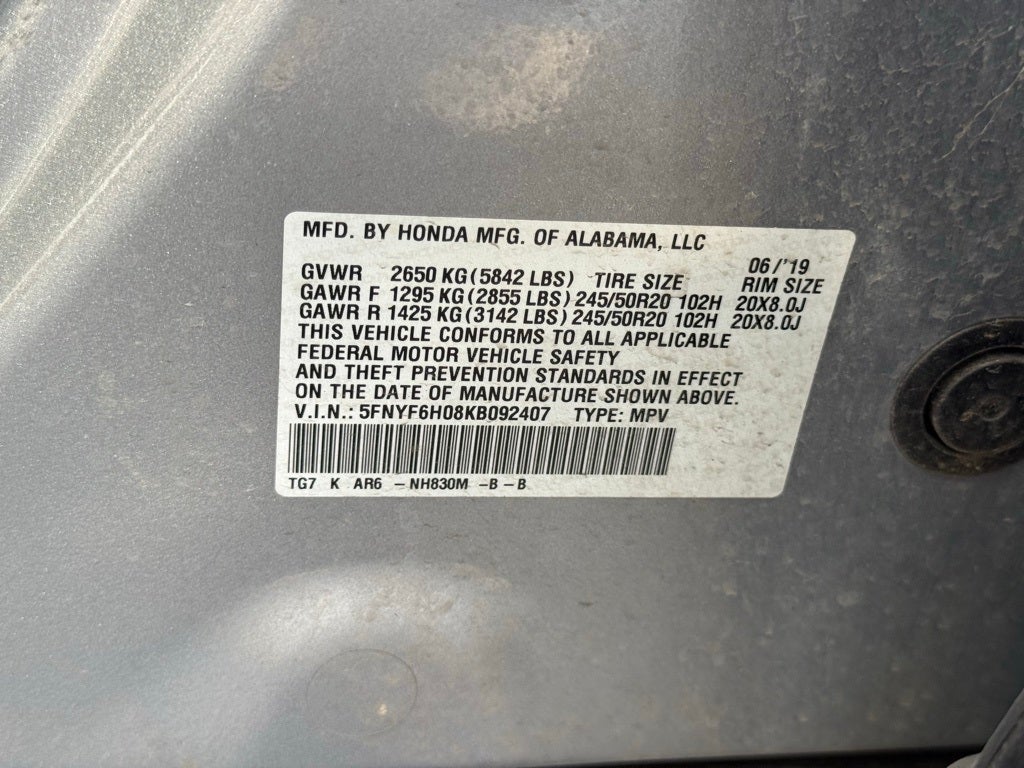 MFD. BY HONDA MFG. OF ALABAMA, LLC
06/'19
GVWR 2650 KG(5842 LBS) TIRE SIZE RIM SIZE
GAWR F 1295 KG(2855 LBS) 245/50R20 102H 20X8.0J
GAWR R 1425 KG(3142 LBS) 245/50R20 102H 20X8.0J
THIS VEHICLE CONFORMS TO ALL APPLICABLE
FEDERAL MOTOR VEHICLE SAFETY
AND THEFT PREVENTION STANDARDS IN EFFECT
ON THE DATE OF MANUFACTURE SHOWN ABOVE.
V.I.N.: 5FNYF6H08KB092407 TYPE: MPV
TG7 K AR6 -NH830M -B-B